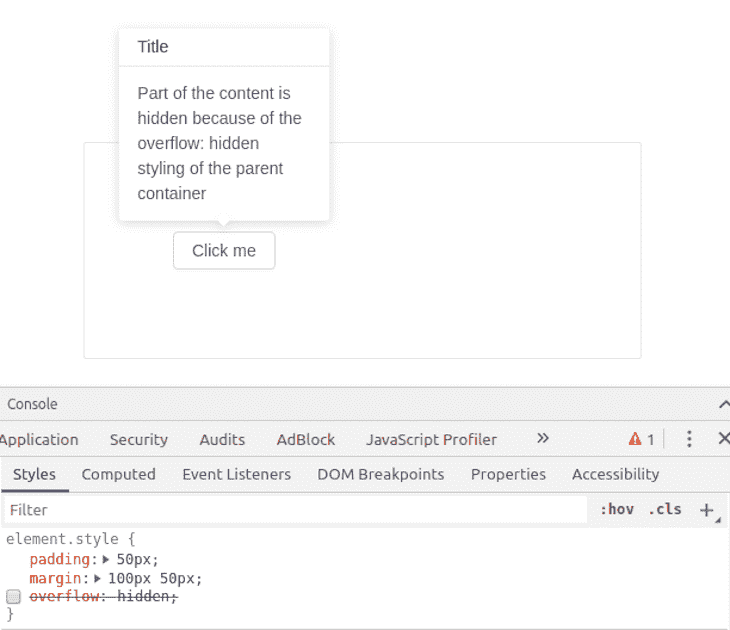 Title
Part of the content is
hidden because of the
overflow: hidden
styling of the parent
container
Click me
Console
Application Security Audits AdBlock JavaScript Profiler » 1
Styles Computed Event Listeners DOM Breakpoints Properties Accessibility
Filter :hov .cls +
element.style {
padding: 50px;
margin: 100px 50px;
overflow: hidden;
}